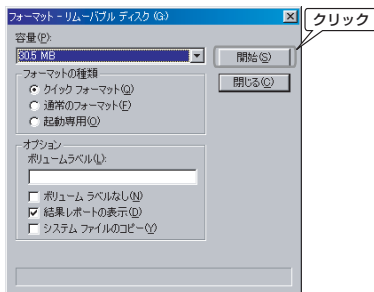 フォーマット - リムーバブル ディスク (G:)
クリック
容量(P):
30.5 MB
開始(S)
閉じる(C)
フォーマットの種類
クイック フォーマット(Q)
通常のフォーマット(F)
起動専用(O)
オプション
ボリュームラベル(L):
ボリューム ラベルなし(N)
結果レポートの表示(D)
システム ファイルのコピー(Y)